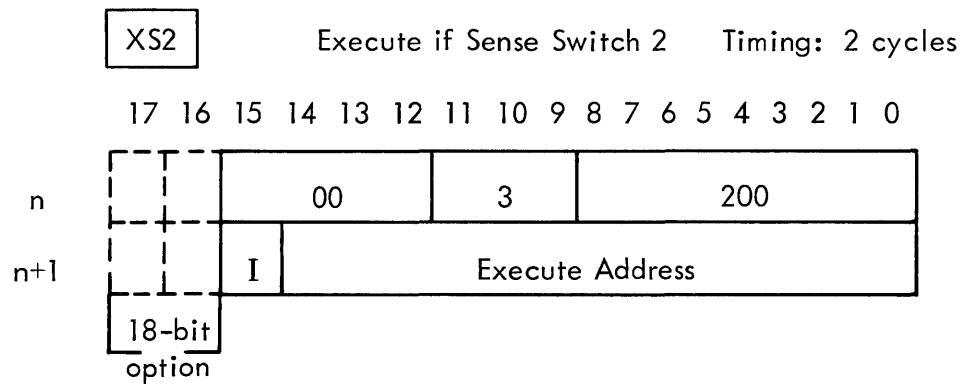 XS2 Execute if Sense Switch 2 Timing: 2 cycles
17 16 15 14 13 12 11 10 9 8 7 6 5 4 3 2 1 0
n 00 3 200
n+1 I Execute Address
18-bit
option